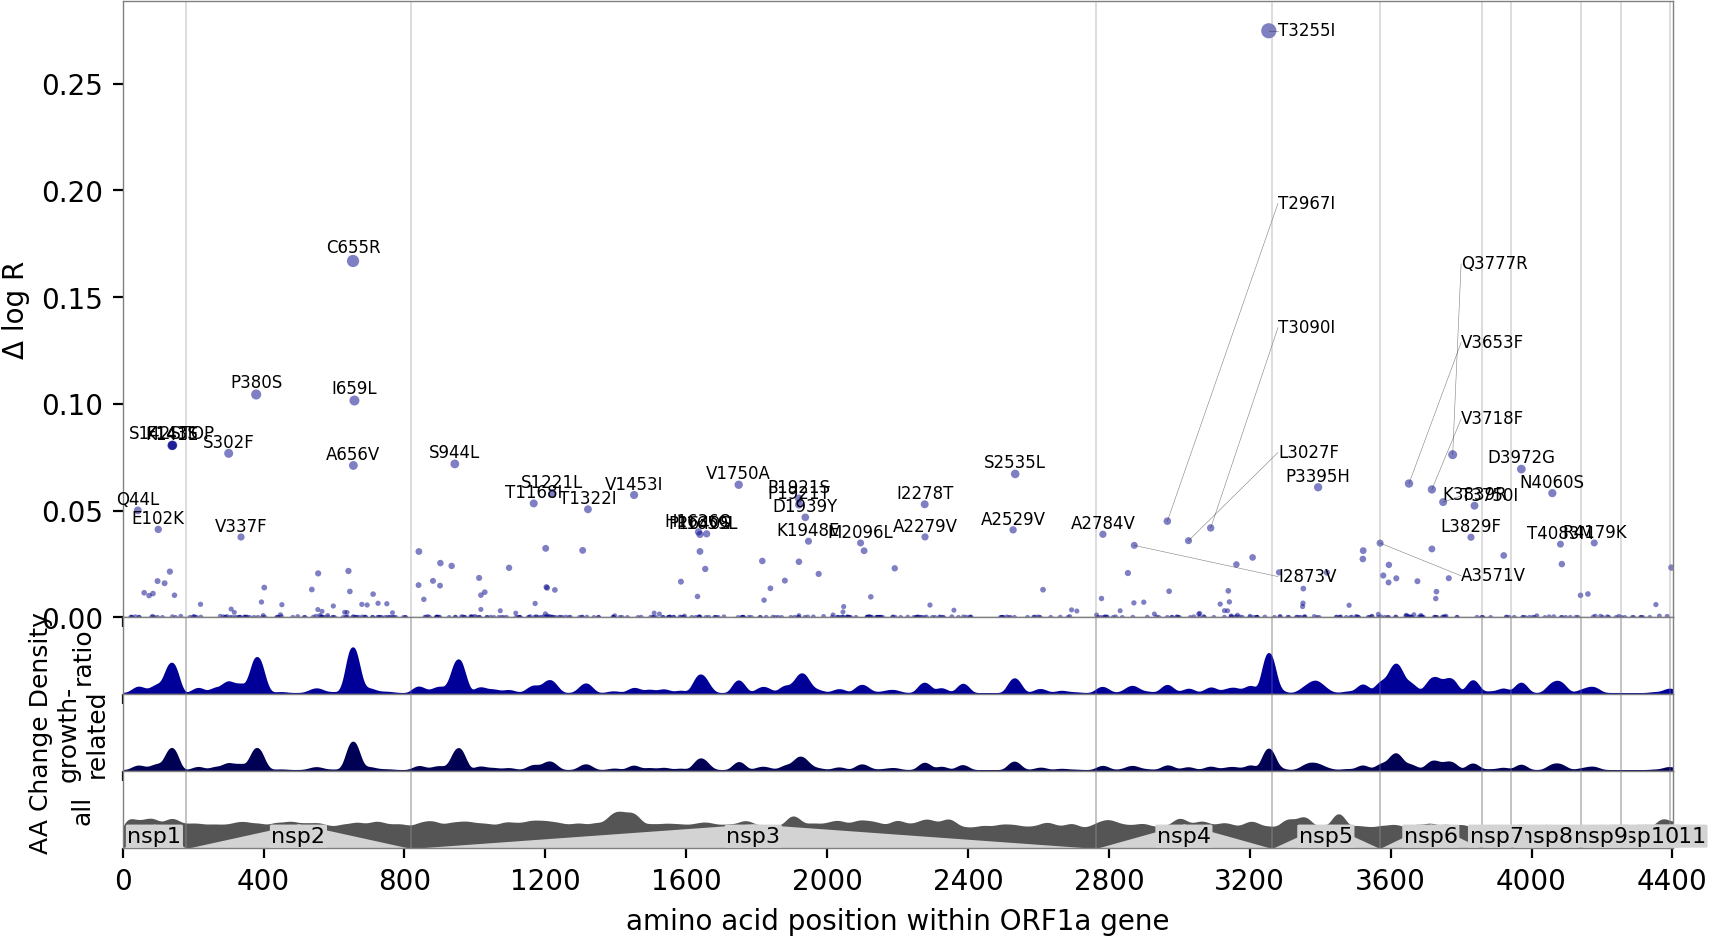 T3255I
0.25
T2967I
0.20
C655R
Q3777R
0.15
Δ log R
T3090I
V3653F
P380S
I659L
0.10
V3718F
S302F
A656V
S944L
L3027F
D3972G
S2535L
P3395H
V1750A
S1221L
V1453I
N4060S
T1322I
I2278T
Q44L
0.05
D1939Y
E102K
V337F
K1948E
M2096L
A2279V
A2529V
A2784V
L3829F
R4179K
I2873V
A3571V
0.00
AA Change Density
ratio
growth-
related
all
nsp1 nsp2 nsp3 nsp4 nsp5 nsp6 nsp7 nsp9
0 400 800 1200 1600 2000 2400 2800 3200 3600 4000 4400
amino acid position within ORF1a gene